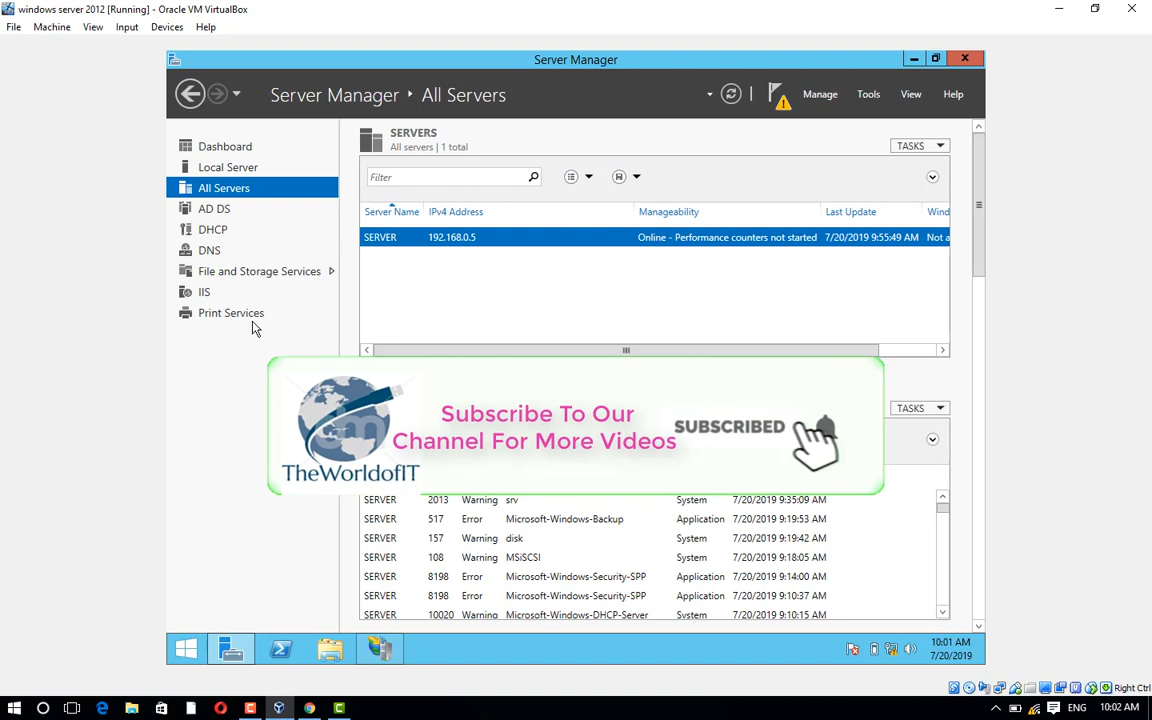 windows server 2012 [Running] - Oracle VM VirtualBox
File Machine View Input Devices Help
Server Manager
Server Manager All Servers
Manage Tools View Help
Dashboard
Local Server
All Servers
AD DS
DHCP
DNS
File and Storage Services
IIS
Print Services
SERVERS
All servers | 1 total
TASKS
Filter
Server Name IPv4 Address Manageability Last Update Wind
SERVER 192.168.0.5 Online - Performance counters not started 7/20/2019 9:55:49 AM Not a
TheWorldofIT
Subscribe To Our
Channel For More Videos
SUBSCRIBED
TASKS
SERVER 2013 Warning srv System 7/20/2019 9:35:09 AM
SERVER 517 Error Microsoft-Windows-Backup Application 7/20/2019 9:19:53 AM
SERVER 157 Warning disk System 7/20/2019 9:19:42 AM
SERVER 108 Warning MSiSCSI System 7/20/2019 9:18:05 AM
SERVER 8198 Error Microsoft-Windows-Security-SPP Application 7/20/2019 9:14:00 AM
SERVER 8198 Error Microsoft-Windows-Security-SPP Application 7/20/2019 9:10:37 AM
SERVER 10020 Warning Microsoft-Windows-DHCP-Server System 7/20/2019 9:10:15 AM
10:01 AM
7/20/2019
Right Ctrl
ENG 10:02 AM